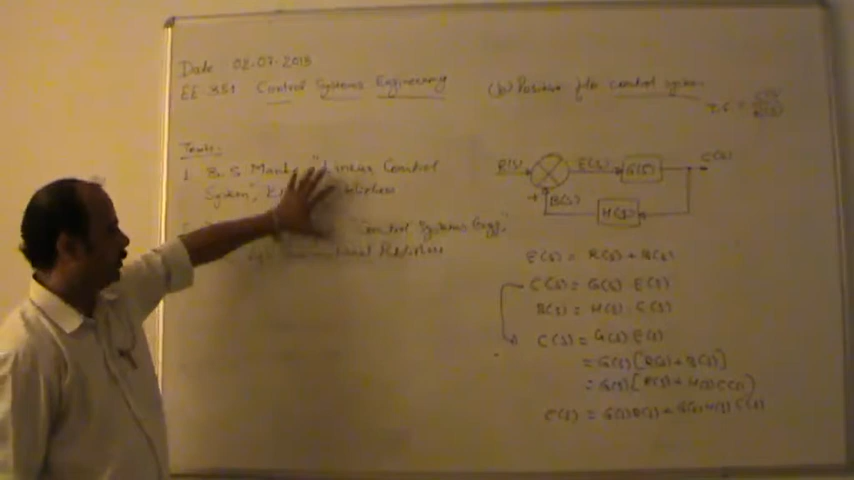 Date : 02.07.2013
EE-351 Control Systems Engineering
Texts:
1. B. S. "Linear Control
System",
Control Systems Engg."
(b) Positive f/b control system
R(s) E(s) G(s) C(s)
+ B(s) H(s)
E(s) = R(s) + B(s)
C(s) = G(s) . E(s)
B(s) = H(s) . C(s)
C(s) = G(s) E(s)
= G(s) [R(s) + B(s)]
= G(s) [R(s) + H(s) C(s)]
C(s) = G(s) R(s) + G(s) H(s) C(s)